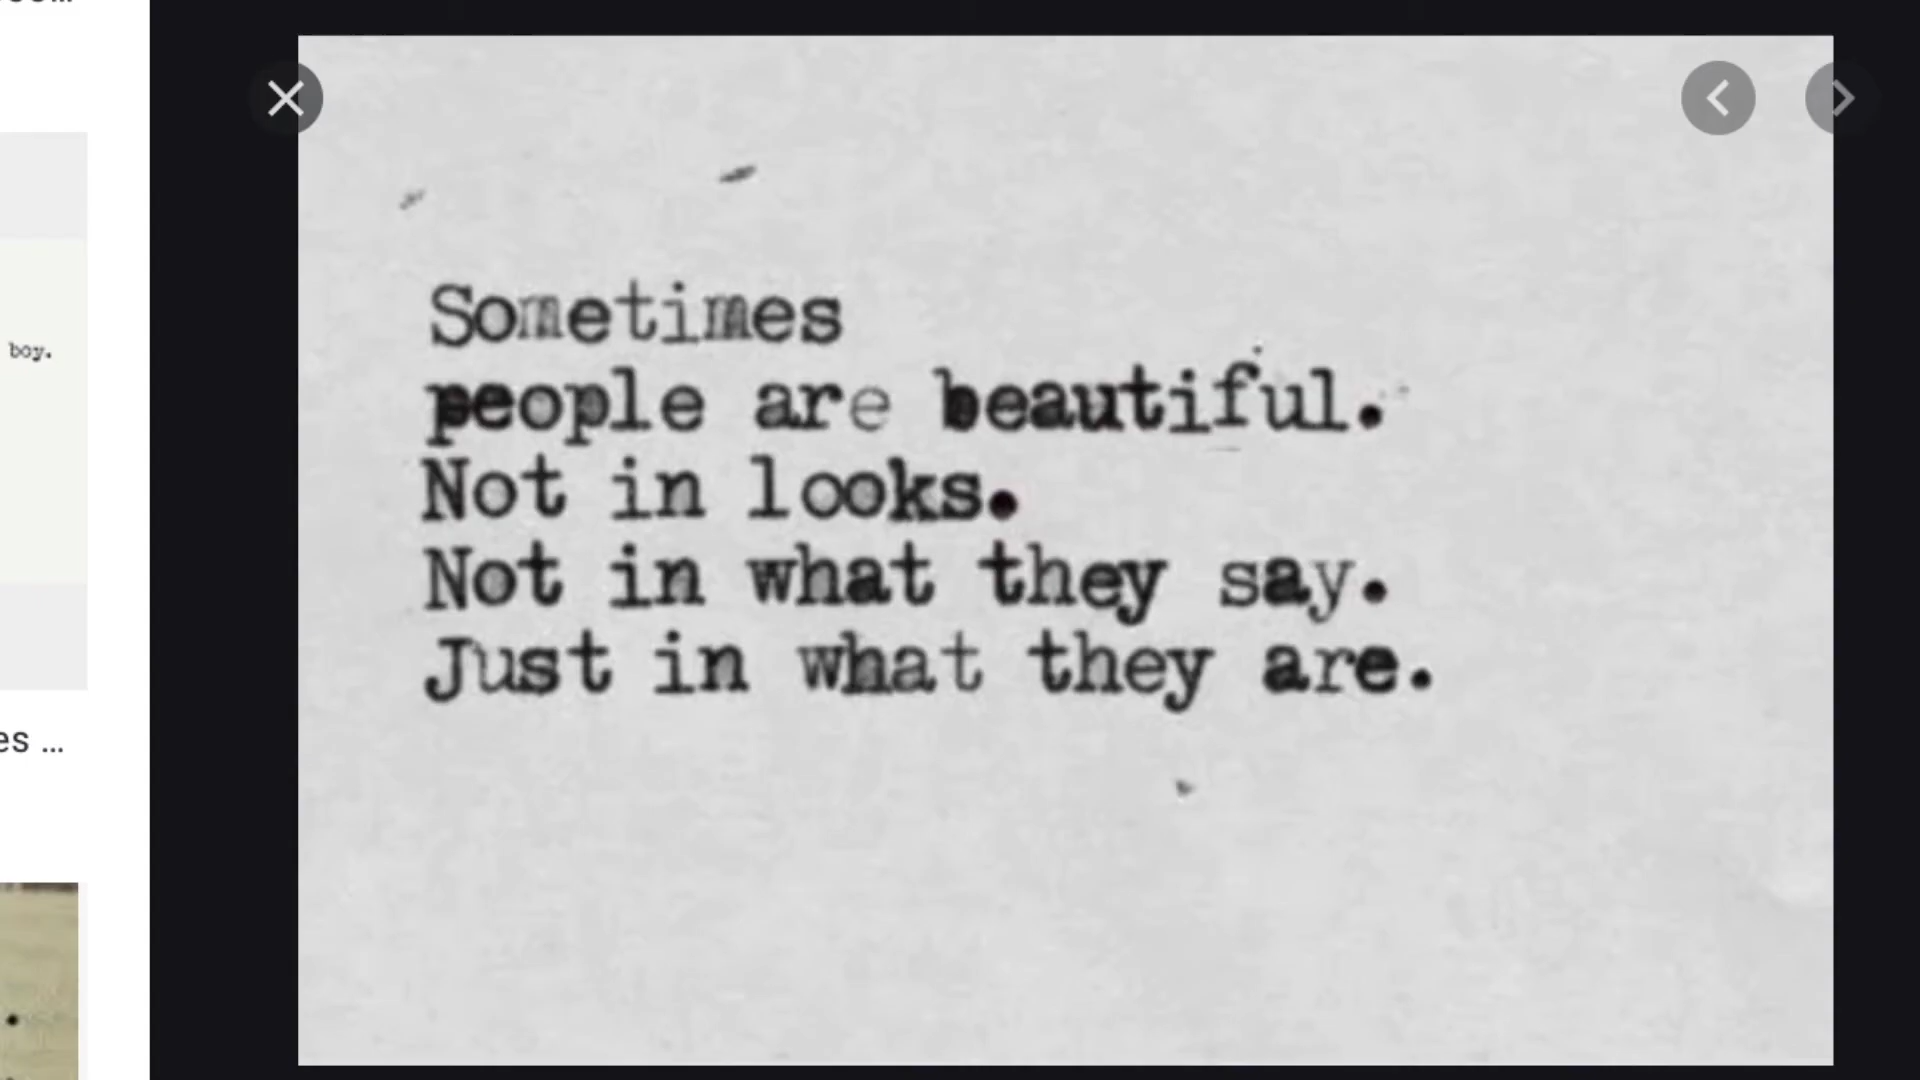 boy.
es ...
Sometimes
people are beautiful.
Not in looks.
Not in what they say.
Just in what they are.